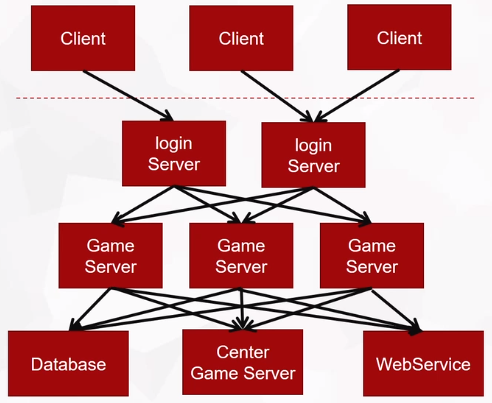 Client
Client
Client
login
Server
login
Server
Game
Server
Game
Server
Game
Server
Database
Center
Game Server
WebService